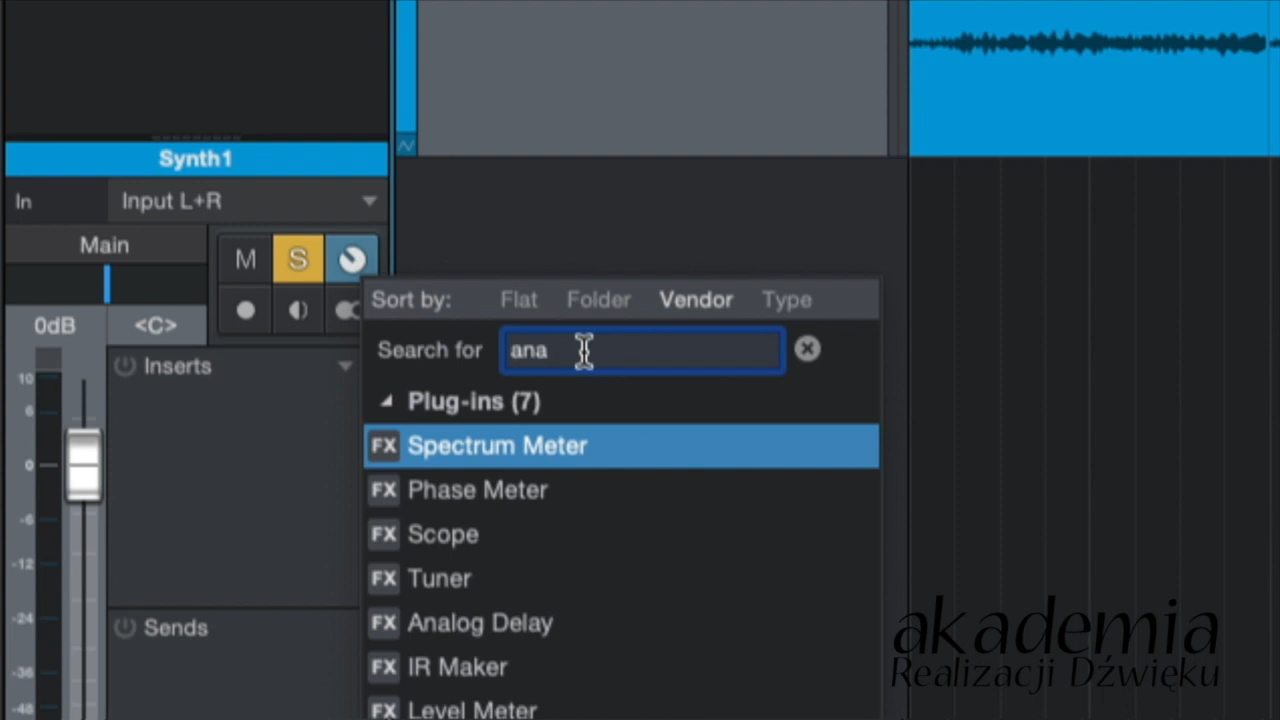 Synth1
In Input L+R
Main
M S
0dB <C>
Inserts
10
6
0
-6
-12
-24
-36
-48
Sends
Sort by: Flat Folder Vendor Type
Search for ana
Plug-ins (7)
FX Spectrum Meter
FX Phase Meter
FX Scope
FX Tuner
FX Analog Delay
FX IR Maker
FX Level Meter
akademia
Realizacji Dźwięku